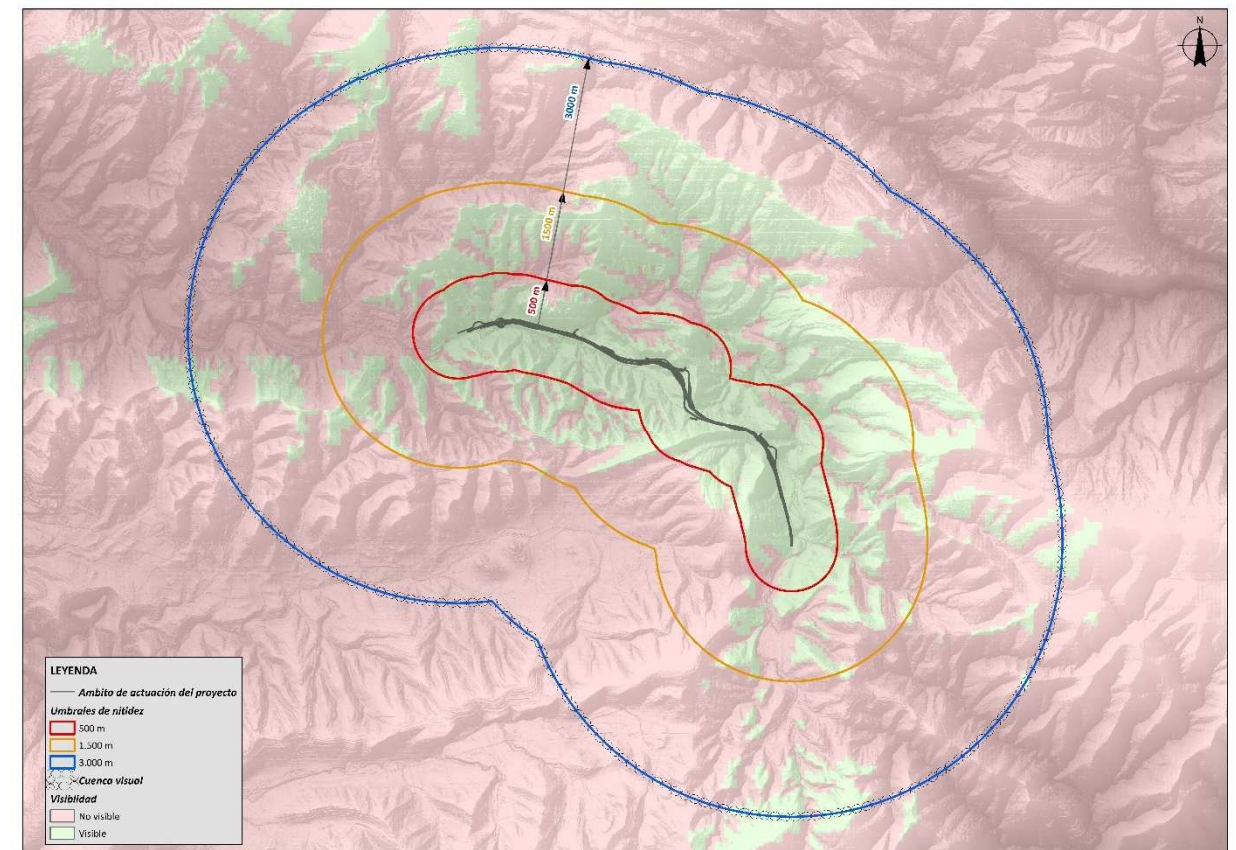 N
3000 m
1500 m
500 m
LEYENDA
Ambito de actuación del proyecto
Umbrales de nitidez
500 m
1.500 m
3.000 m
Cuenca visual
Visiblidad
No visible
Visible